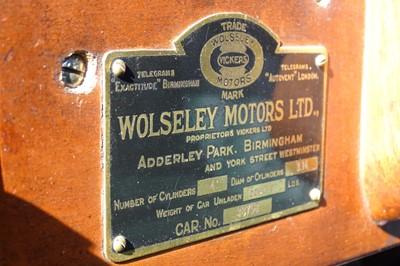 TRADE
WOLSELEY
VICKERS
MOTORS
MARK
TELEGRAMS
"EXACTITUDE" BIRMINGHAM
TELEGRAMS
"AUTOVENT" LONDON.
WOLSELEY MOTORS LTD.,
PROPRIETORS VICKERS LTD
ADDERLEY PARK, BIRMINGHAM
AND YORK STREET WESTMINSTER
NUMBER OF CYLINDERS 4 DIAM OF CYLINDERS
WEIGHT OF CAR UNLADEN LBS.
CAR NO.